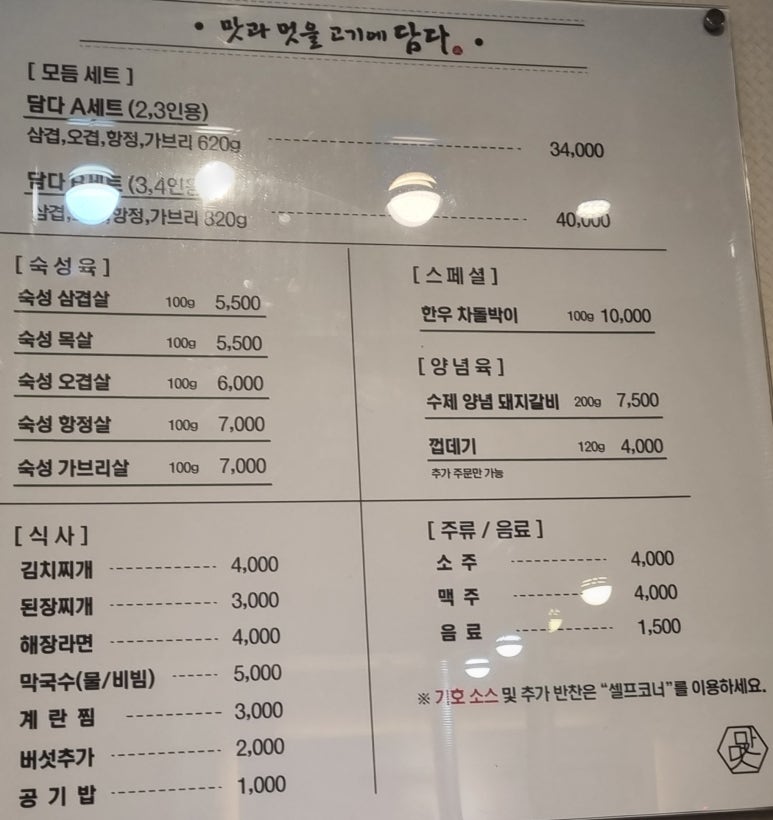 • 맛과 멋을 고기에 담다. •
[ 모듬 세트 ]
담다 A세트 (2,3인용)
삼겹,오겹,항정,가브리 620g 34,000
담다 세트 (3,4인용)
삼겹, 항정,가브리 820g 40,000
[ 숙 성 육 ]
숙성 삼겹살 100g 5,500
숙성 목살 100g 5,500
숙성 오겹살 100g 6,000
숙성 항정살 100g 7,000
숙성 가브리살 100g 7,000
[ 스 페 셜 ]
한우 차돌박이 100g 10,000
[ 양 념 육 ]
수제 양념 돼지갈비 200g 7,500
껍데기 120g 4,000
추가 주문만 가능
[ 식 사 ]
김치찌개 4,000
된장찌개 3,000
해장라면 4,000
막국수(물/비빔) 5,000
계 란 찜 3,000
버섯추가 2,000
공 기 밥 1,000
[ 주류 / 음료 ]
소 주 4,000
맥 주 4,000
음 료 1,500
※ 기호 소스 및 추가 반찬은 “셀프코너”를 이용하세요.
맛